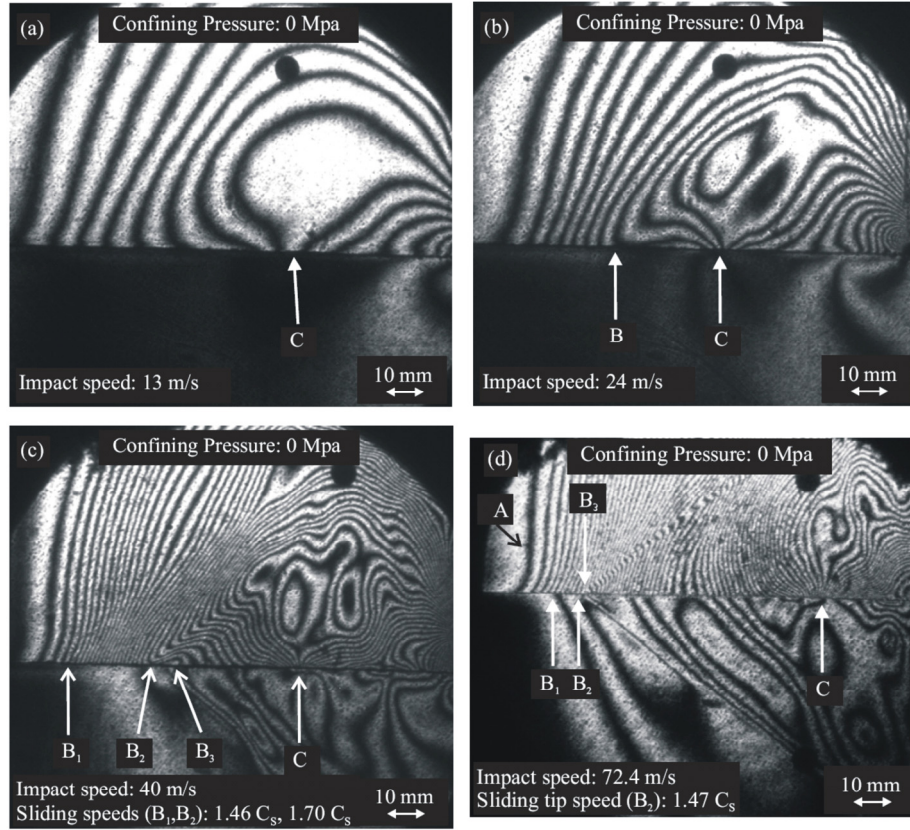 (a)
Confining Pressure: 0 Mpa
C
Impact speed: 13 m/s
10 mm
(b)
Confining Pressure: 0 Mpa
B
C
Impact speed: 24 m/s
10 mm
(c)
Confining Pressure: 0 Mpa
B₁
B₂
B₃
C
Impact speed: 40 m/s
Sliding speeds (B₁,B₂): 1.46 Cₛ, 1.70 Cₛ
10 mm
(d)
Confining Pressure: 0 Mpa
A
B₃
B₁
B₂
C
Impact speed: 72.4 m/s
Sliding tip speed (B₂): 1.47 Cₛ
10 mm